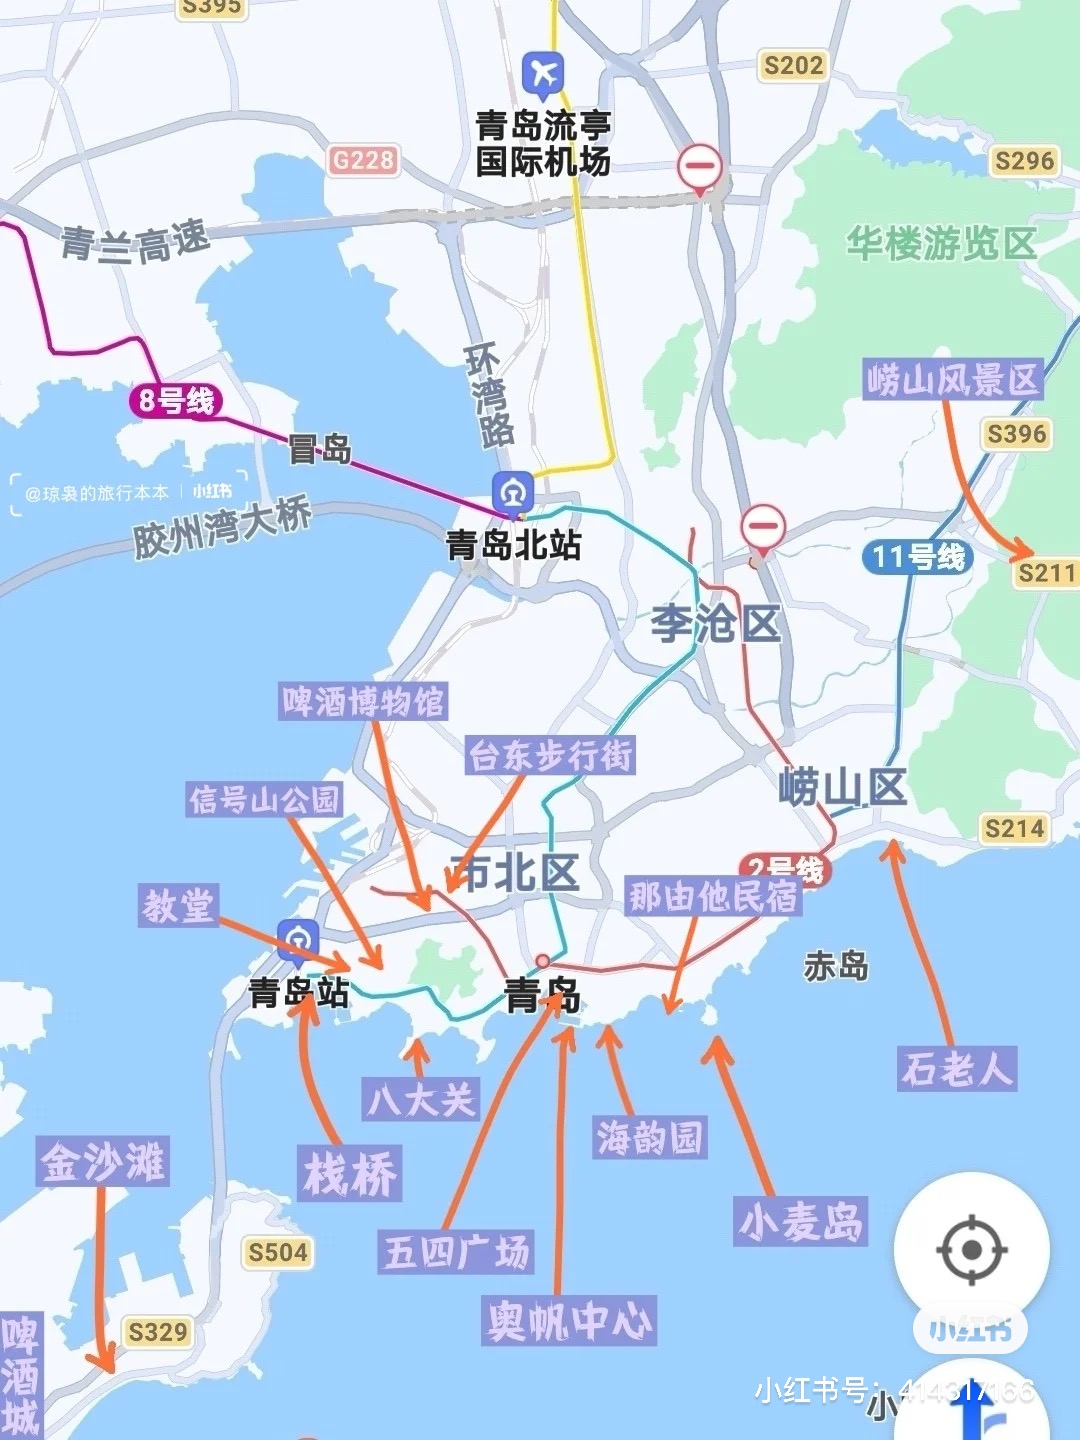 S395
S202
青岛流亭
国际机场
G228
S296
青兰高速
华楼游览区
环湾路
崂山风景区
8号线
S396
冒岛
@琼裊的旅行本本 | 小红书
胶州湾大桥
青岛北站
11号线
S211
李沧区
啤酒博物馆
台东步行街
信号山公园
崂山区
S214
市北区
2号线
教堂
那由他民宿
赤岛
青岛站
青岛
石老人
八大关
海韵园
金沙滩
栈桥
小麦岛
五四广场
S504
奥帆中心
啤酒城
S329
小红书
小红书号：414317166
小